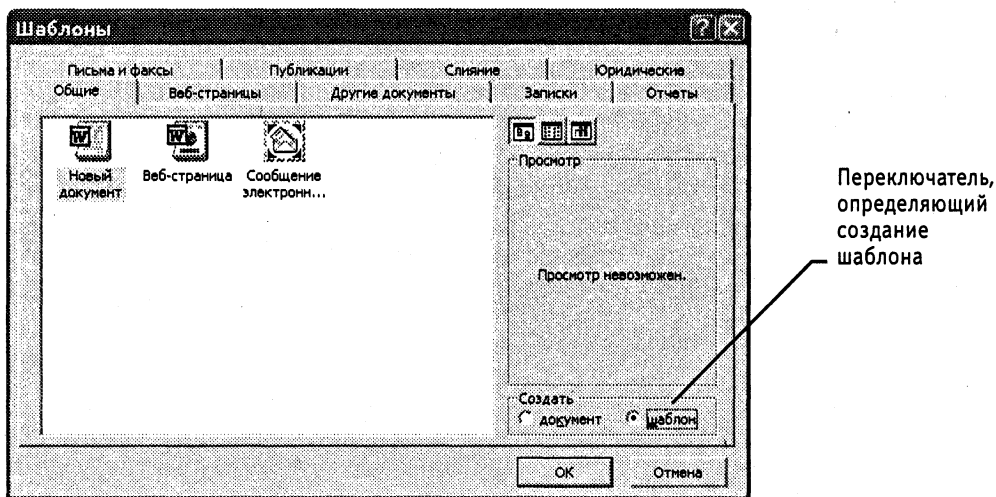 Шаблоны
Письма и факсы Публикации Слияние Юридические
Общие Веб-страницы Другие документы Записки Отчеты
Новый документ
Веб-страница
Сообщение электронн...
Просмотр
Просмотр невозможен.
Создать
документ шаблон
ОК Отмена
Переключатель,
определяющий
создание
шаблона